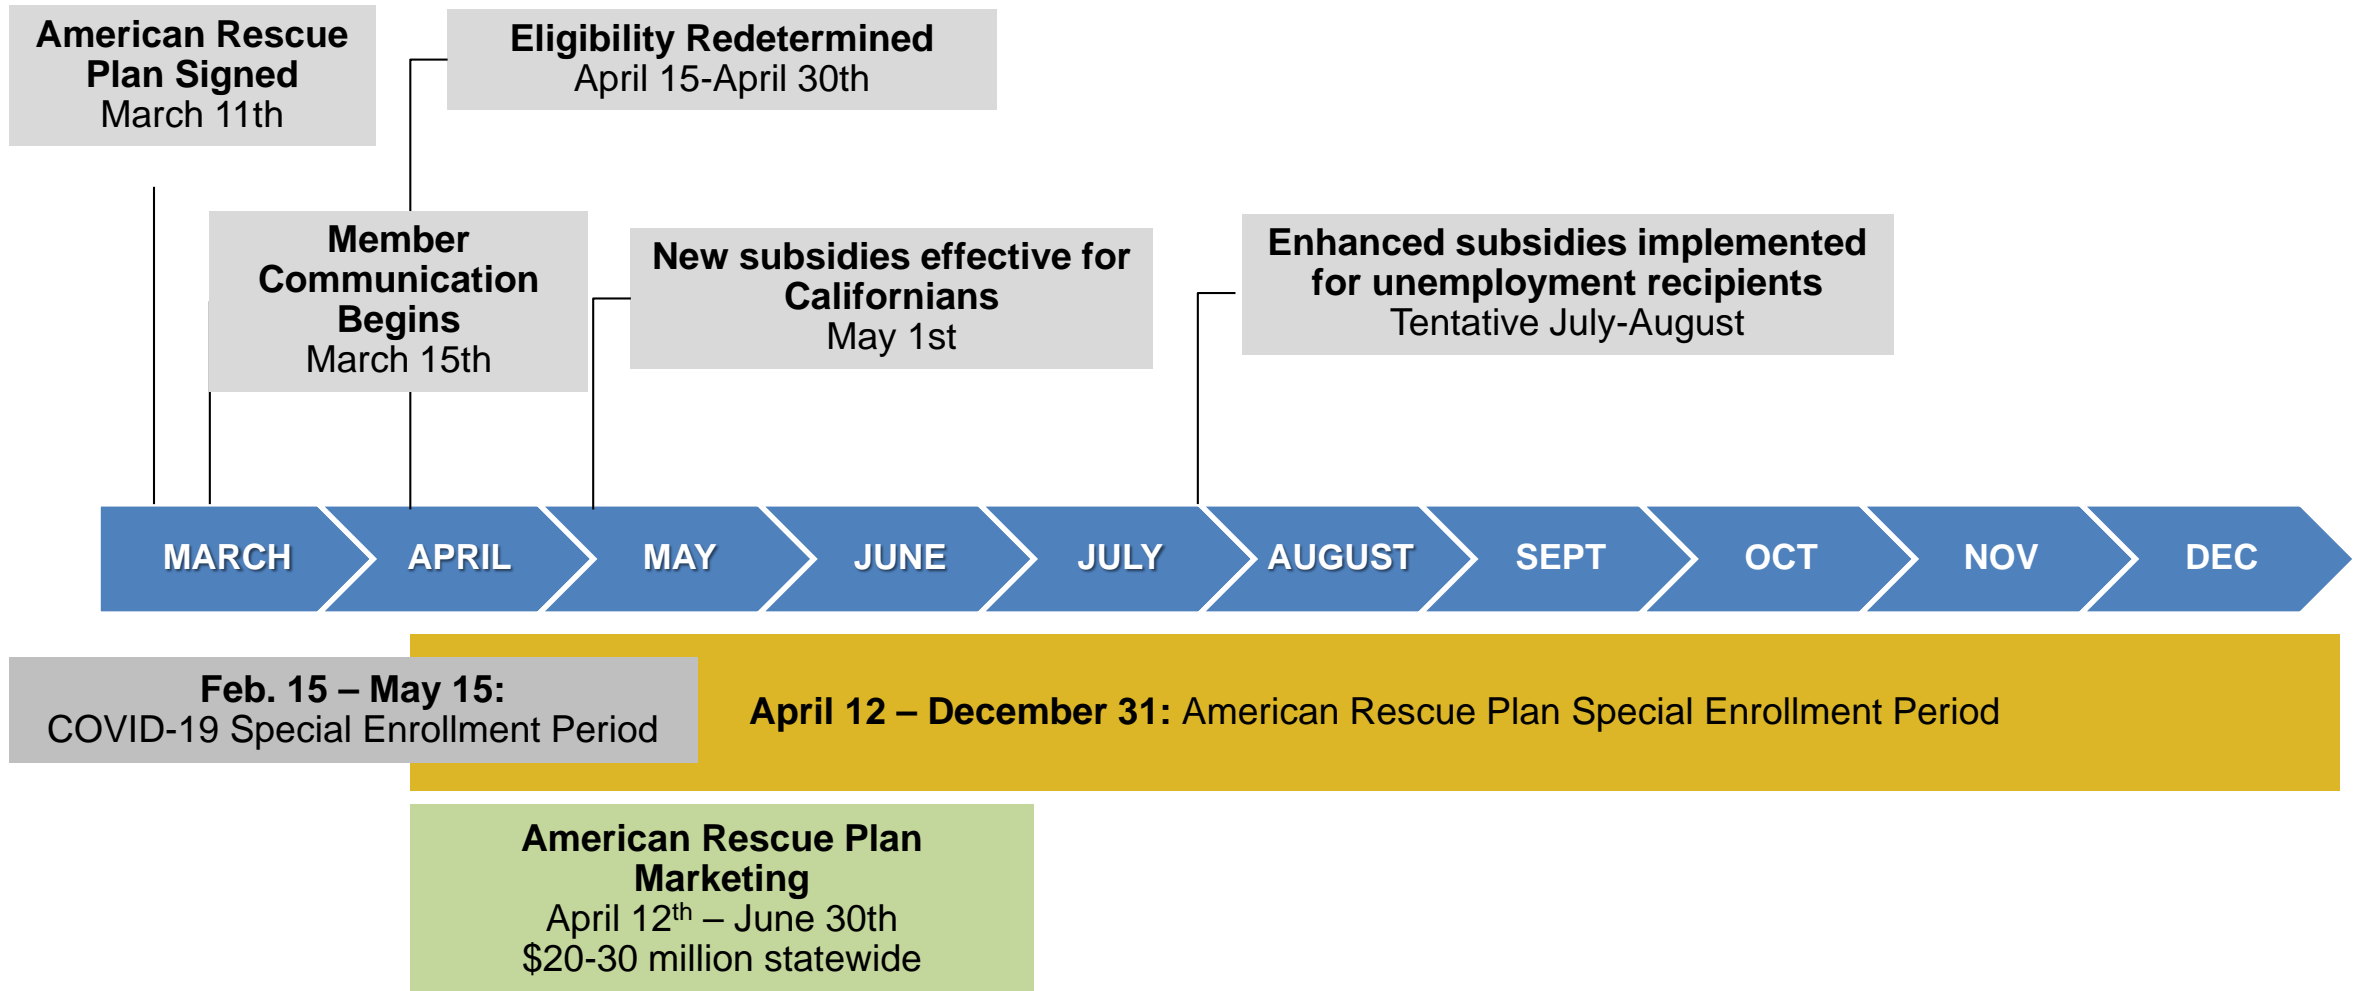 American Rescue
Plan Signed
March 11th
Eligibility Redetermined
April 15-April 30th
Member
Communication
Begins
March 15th
New subsidies effective for
Californians
May 1st
Enhanced subsidies implemented
for unemployment recipients
Tentative July-August
MARCH
APRIL
MAY
JUNE
JULY
AUGUST
SEPT
OCT
NOV
DEC
Feb. 15 – May 15:
COVID-19 Special Enrollment Period
April 12 – December 31: American Rescue Plan Special Enrollment Period
American Rescue Plan
Marketing
April 12th – June 30th
$20-30 million statewide